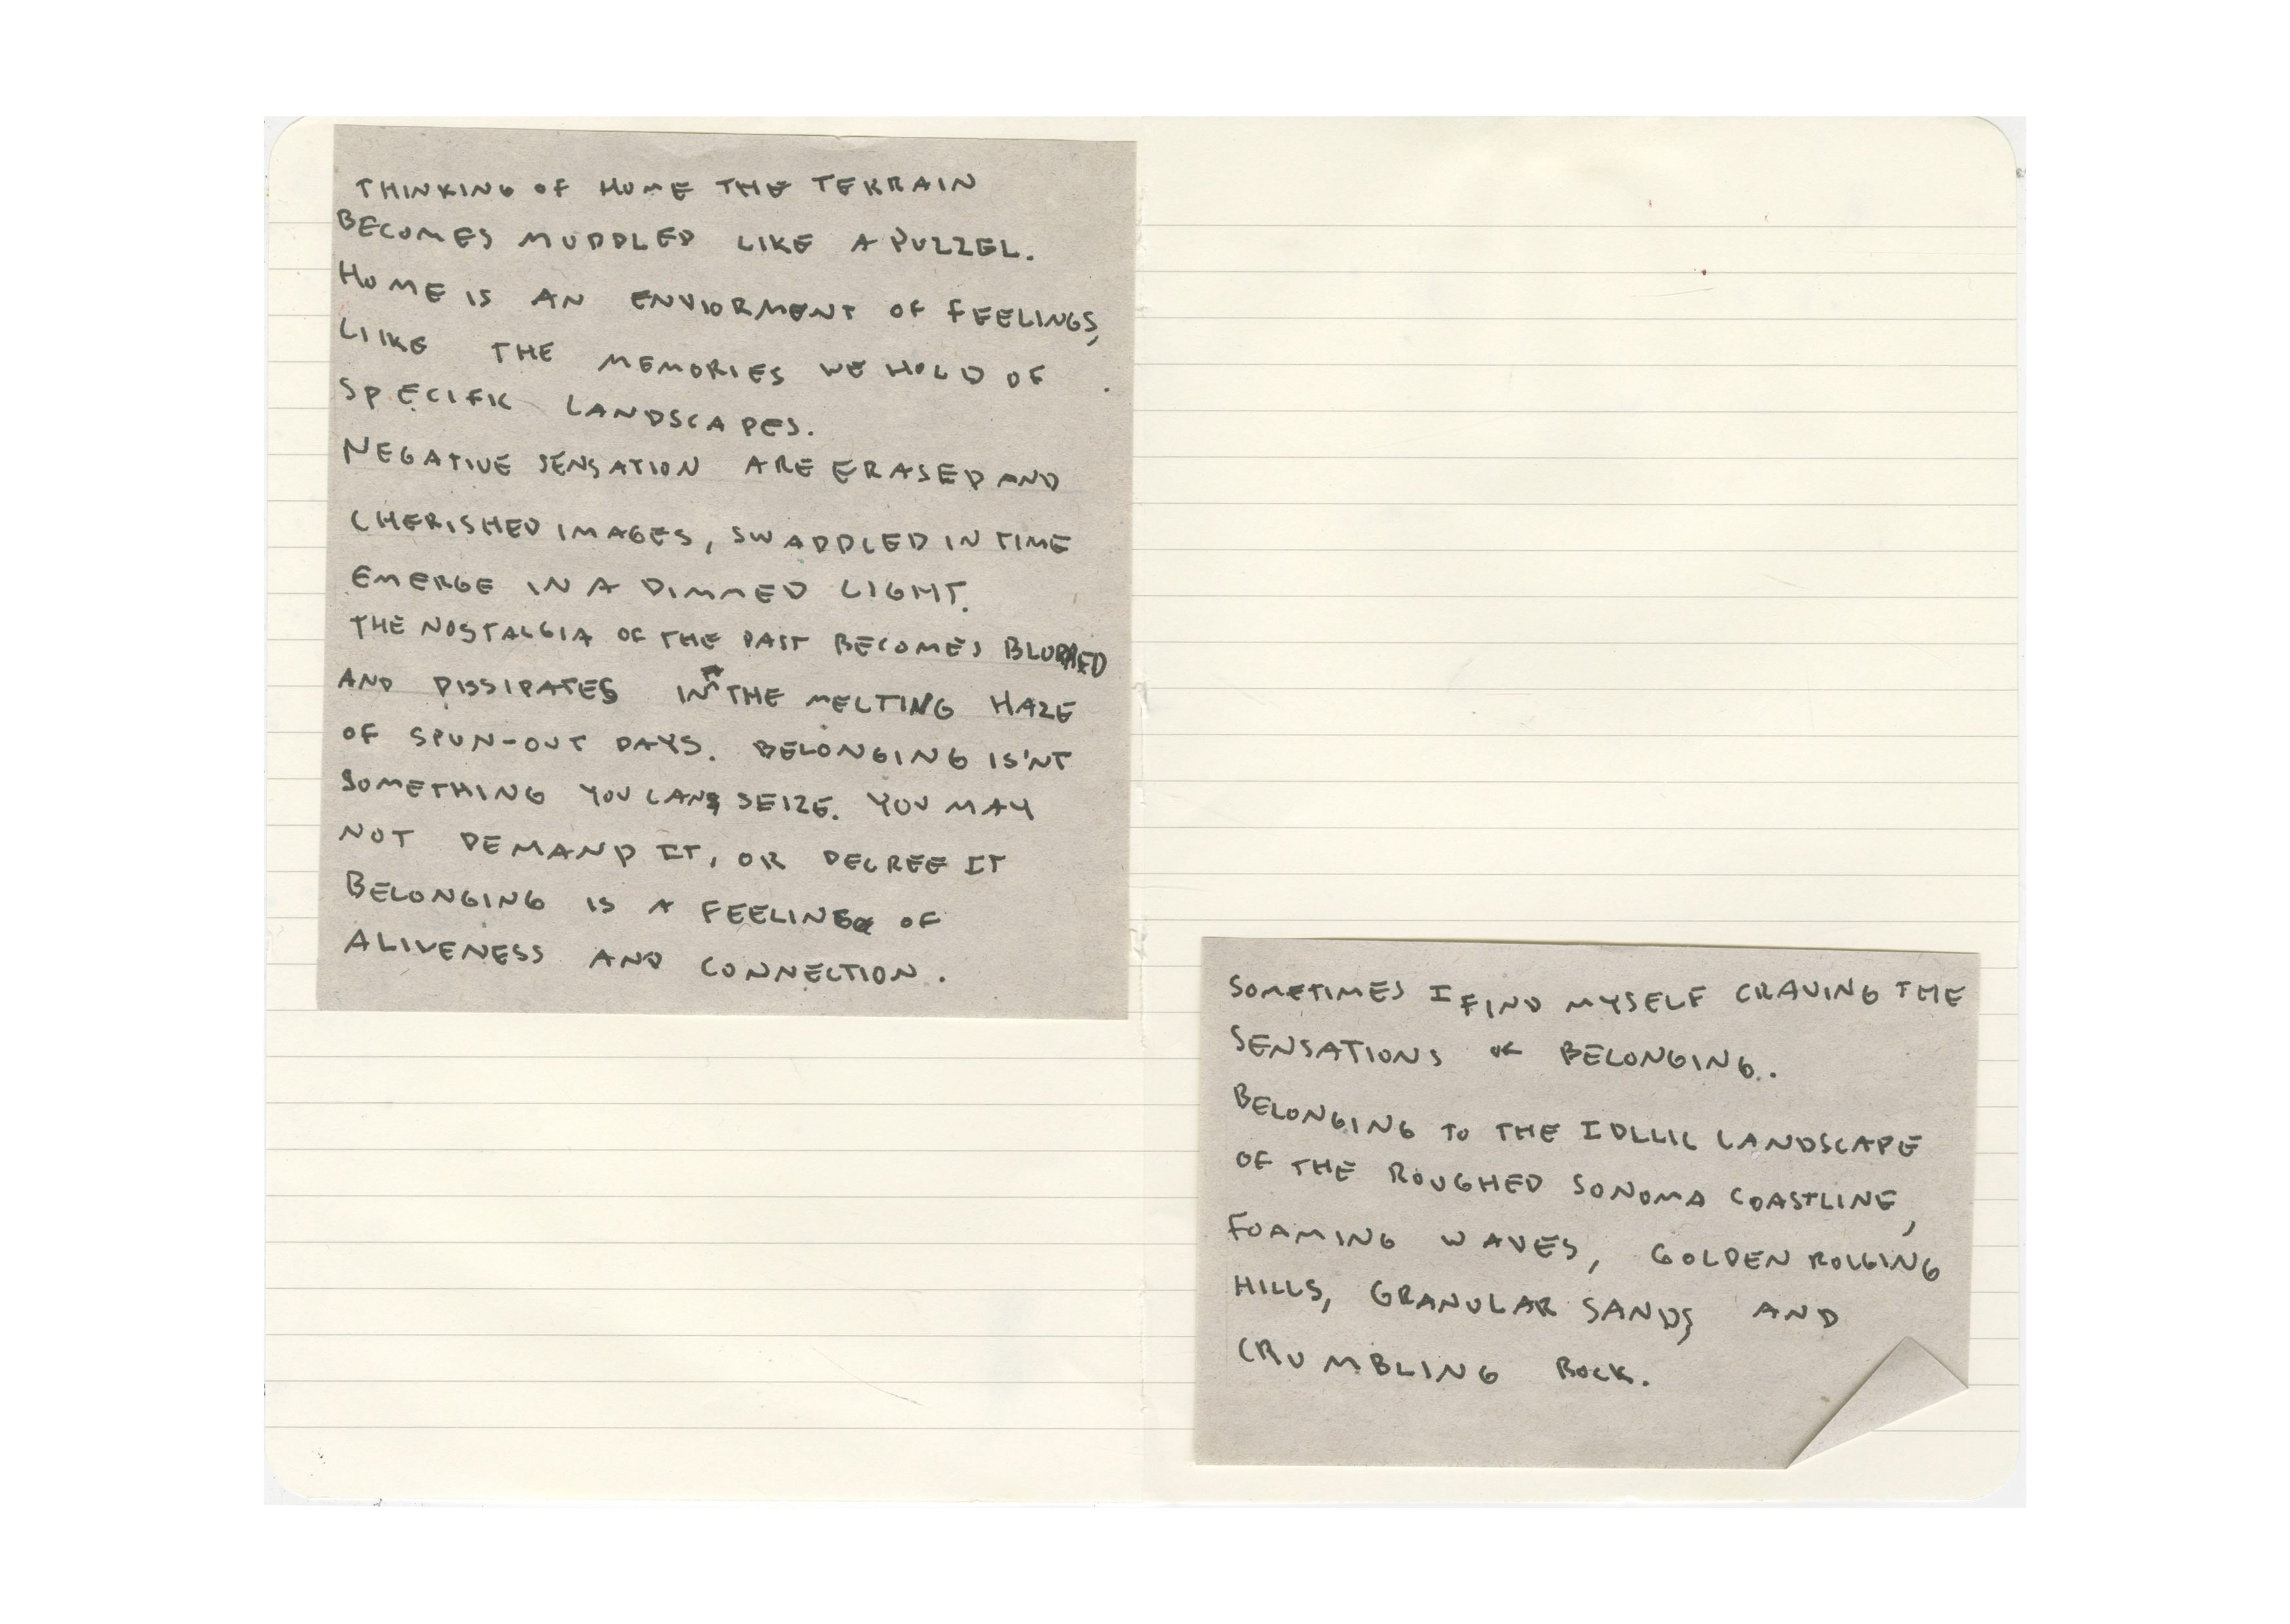 THINKING OF HOME THE TERRAIN
BECOMES MUDDLED LIKE A PUZZEL.
HOME IS AN ENVIORMENT OF FEELINGS,
LIIKE THE MEMORIES WE HOLD OF
SPECIFIC LANDSCAPES.
NEGATIVE SENSATION ARE ERASED AND
CHERISHED IMAGES, SWADDLED IN TIME
EMERGE IN A DIMMED LIGHT.
THE NOSTALGIA OF THE PAST BECOMES BLURRED
AND DISSIPATES IN THE MELTING HAZE
OF SPUN-OUT DAYS. BELONGING IS'NT
SOMETHING YOU CAN SEIZE. YOU MAY
NOT DEMAND IT, OR DECREE IT
BELONGING IS A FEELING OF
ALIVENESS AND CONNECTION.
SOMETIMES I FIND MYSELF CRAVING THE
SENSATIONS OF BELONGING.
BELONGING TO THE IDLLIC LANDSCAPE
OF THE ROUGHED SONOMA COASTLINE,
FOAMING WAVES, GOLDEN ROLLING
HILLS, GRANULAR SANDS, AND
CRUMBLING ROCK.